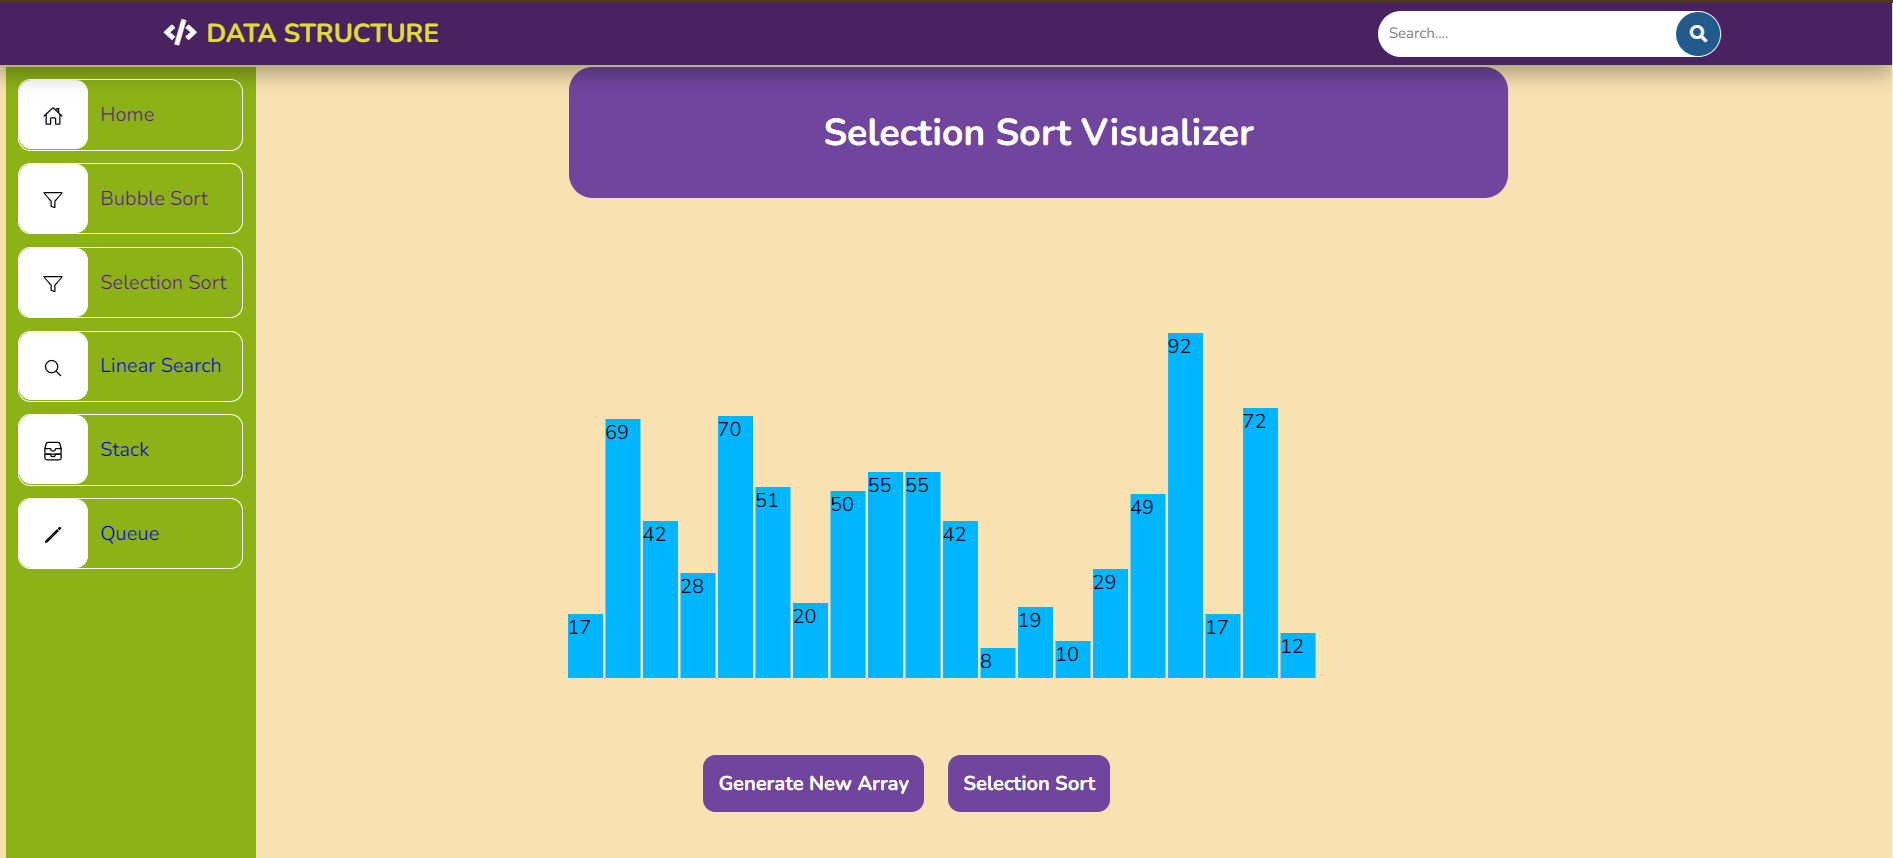 DATA STRUCTURE
Search....
Home
Bubble Sort
Selection Sort
Linear Search
Stack
Queue
Selection Sort Visualizer
17 69 42 28 70 51 20 50 55 55 42 8 19 10 29 49 92 17 72 12
Generate New Array
Selection Sort